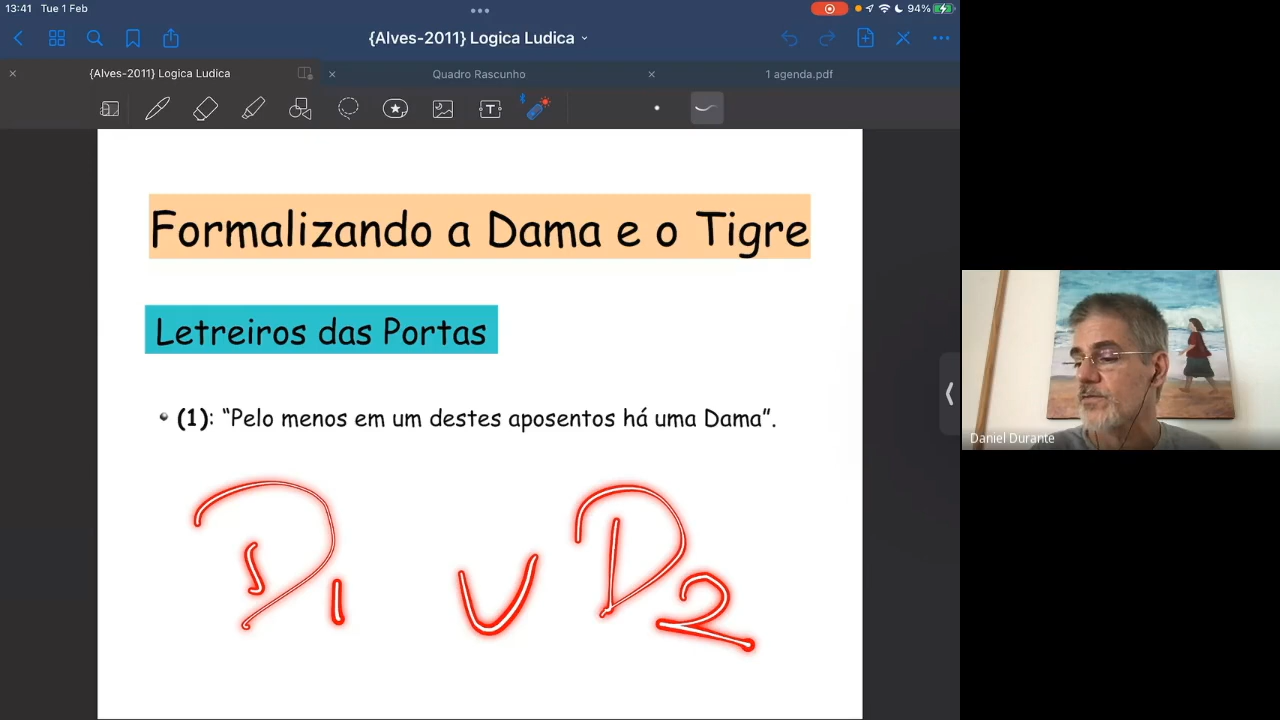 13:41 Tue 1 Feb 94%
{Alves-2011} Logica Ludica
{Alves-2011} Logica Ludica Quadro Rascunho 1 agenda.pdf
T
Formalizando a Dama e o Tigre
Letreiros das Portas
(1): “Pelo menos em um destes aposentos há uma Dama”.
D1 ∨ D2
Daniel Durante